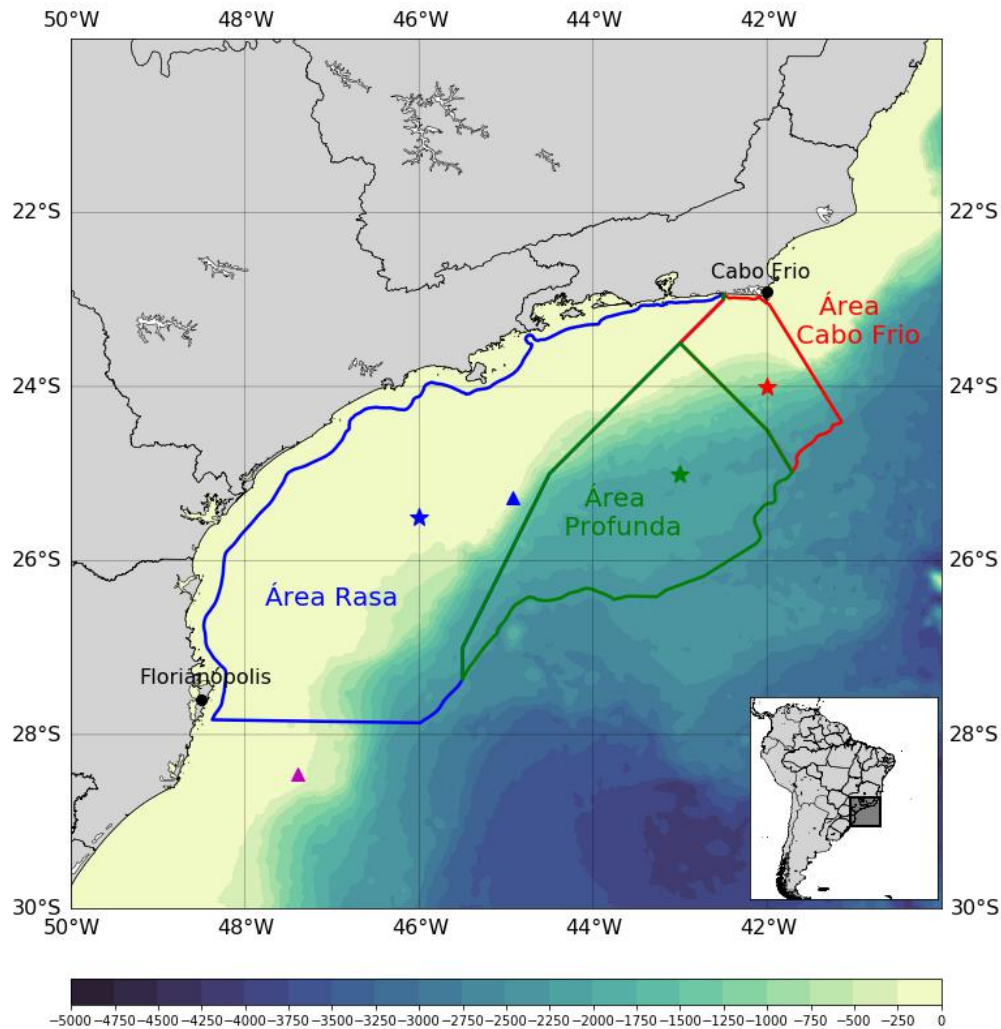 50°W 48°W 46°W 44°W 42°W
22°S 22°S
Cabo Frio
Área
Cabo Frio
24°S 24°S
Área
Profunda
26°S 26°S
Área Rasa
Florianópolis
28°S 28°S
30°S 30°S
50°W 48°W 46°W 44°W 42°W
−5000 −4750 −4500 −4250 −4000 −3750 −3500 −3250 −3000 −2750 −2500 −2250 −2000 −1750 −1500 −1250 −1000 −750 −500 −250 0